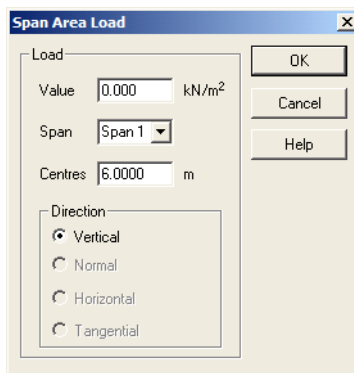 Span Area Load
Load
Value 0.000 kN/m²
Span Span 1
Centres 6.0000 m
Direction
Vertical
Normal
Horizontal
Tangential
OK
Cancel
Help